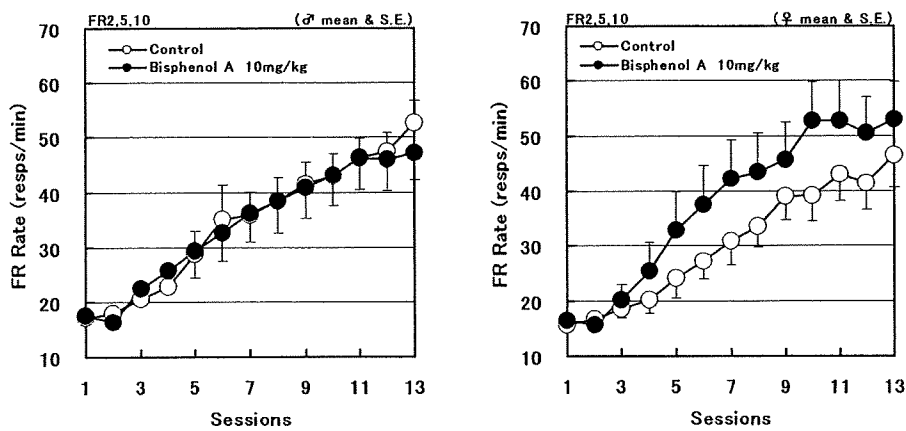 FR2,5,10 (♂ mean & S.E.)
Control
Bisphenol A 10mg/kg
70
60
50
40
30
20
10
FR Rate (resps/min)
1 3 5 7 9 11 13
Sessions
FR2,5,10 (♀ mean & S.E.)
Control
Bisphenol A 10mg/kg
70
60
50
40
30
20
10
FR Rate (resps/min)
1 3 5 7 9 11 13
Sessions